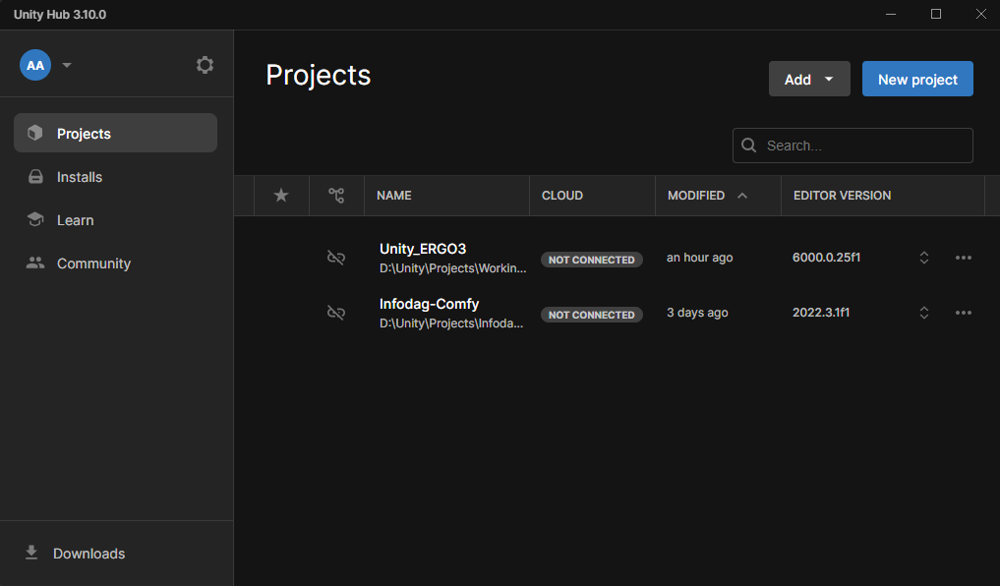 Unity Hub 3.10.0
AA
Projects
Installs
Learn
Community
Downloads
Projects
Add
New project
Search...
NAME CLOUD MODIFIED EDITOR VERSION
Unity_ERGO3
D:\Unity\Projects\Workin... NOT CONNECTED an hour ago 6000.0.25f1
Infodag-Comfy
D:\Unity\Projects\Infoda... NOT CONNECTED 3 days ago 2022.3.1f1